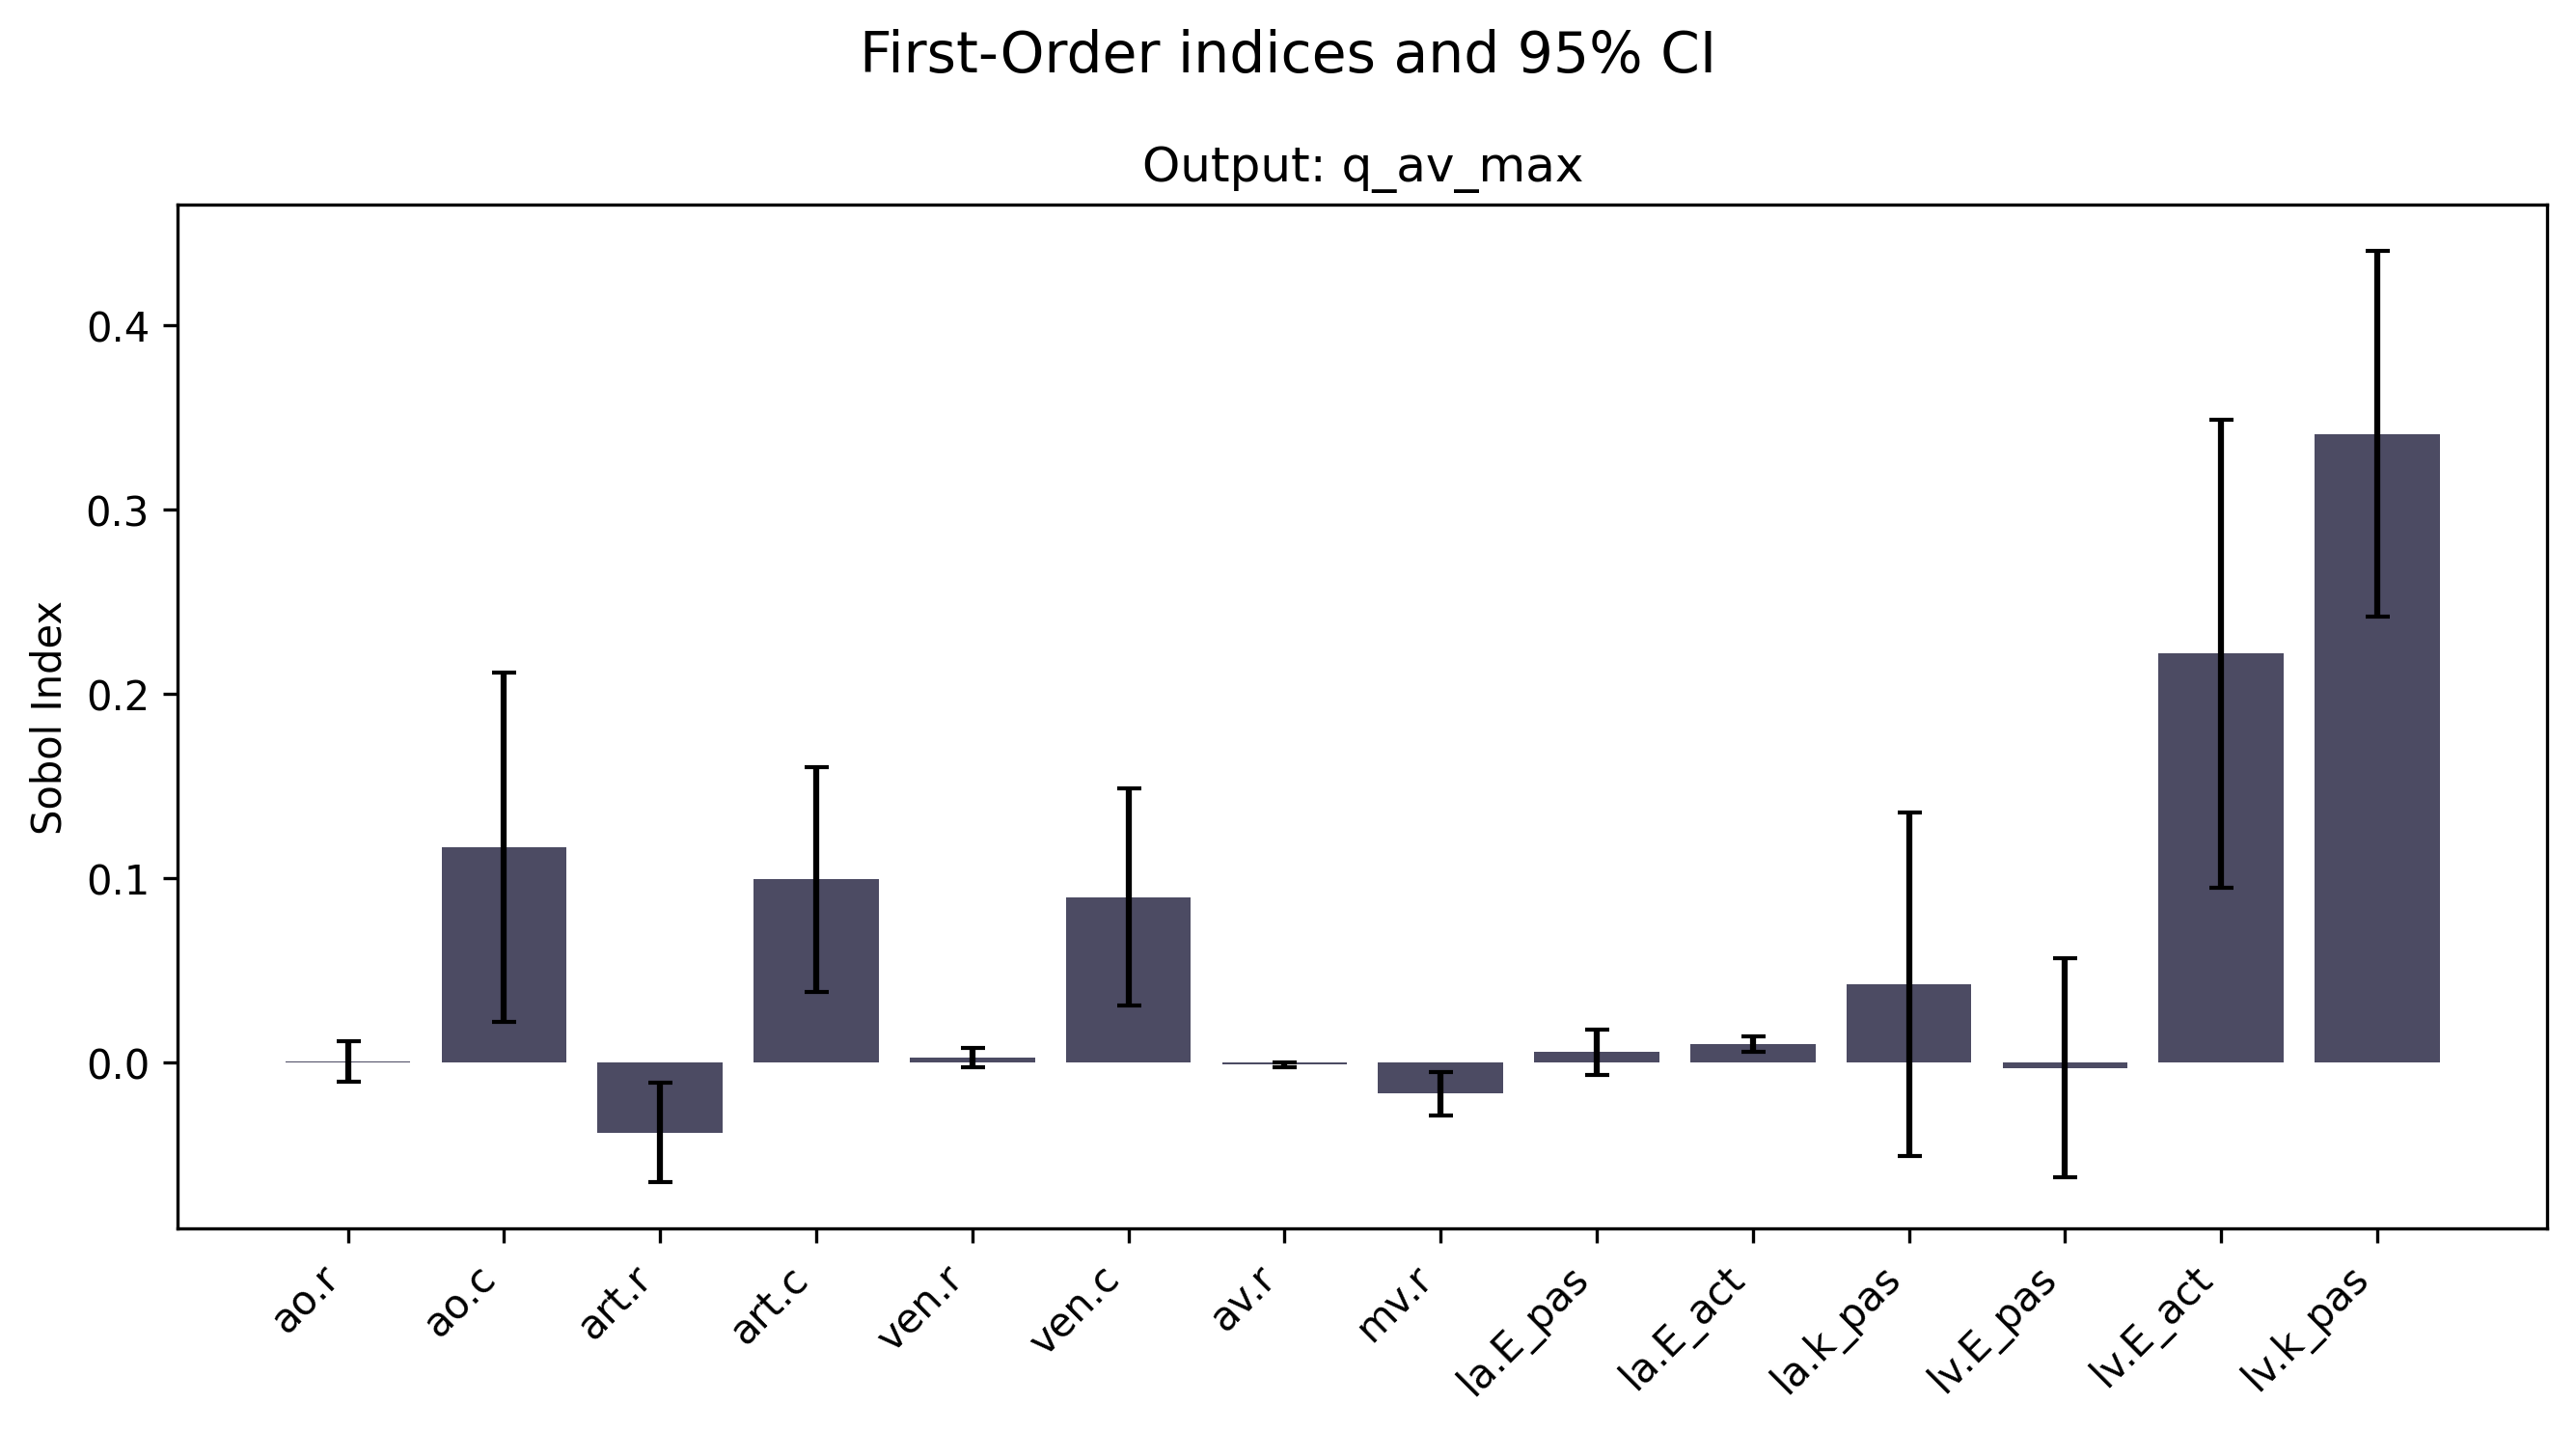 First-Order indices and 95% CI
Output: q_av_max
Sobol Index
0.4
0.3
0.2
0.1
0.0
ao.r
ao.c
art.r
art.c
ven.r
ven.c
av.r
mv.r
la.E_pas
la.E_act
la.k_pas
lv.E_pas
lv.E_act
lv.k_pas